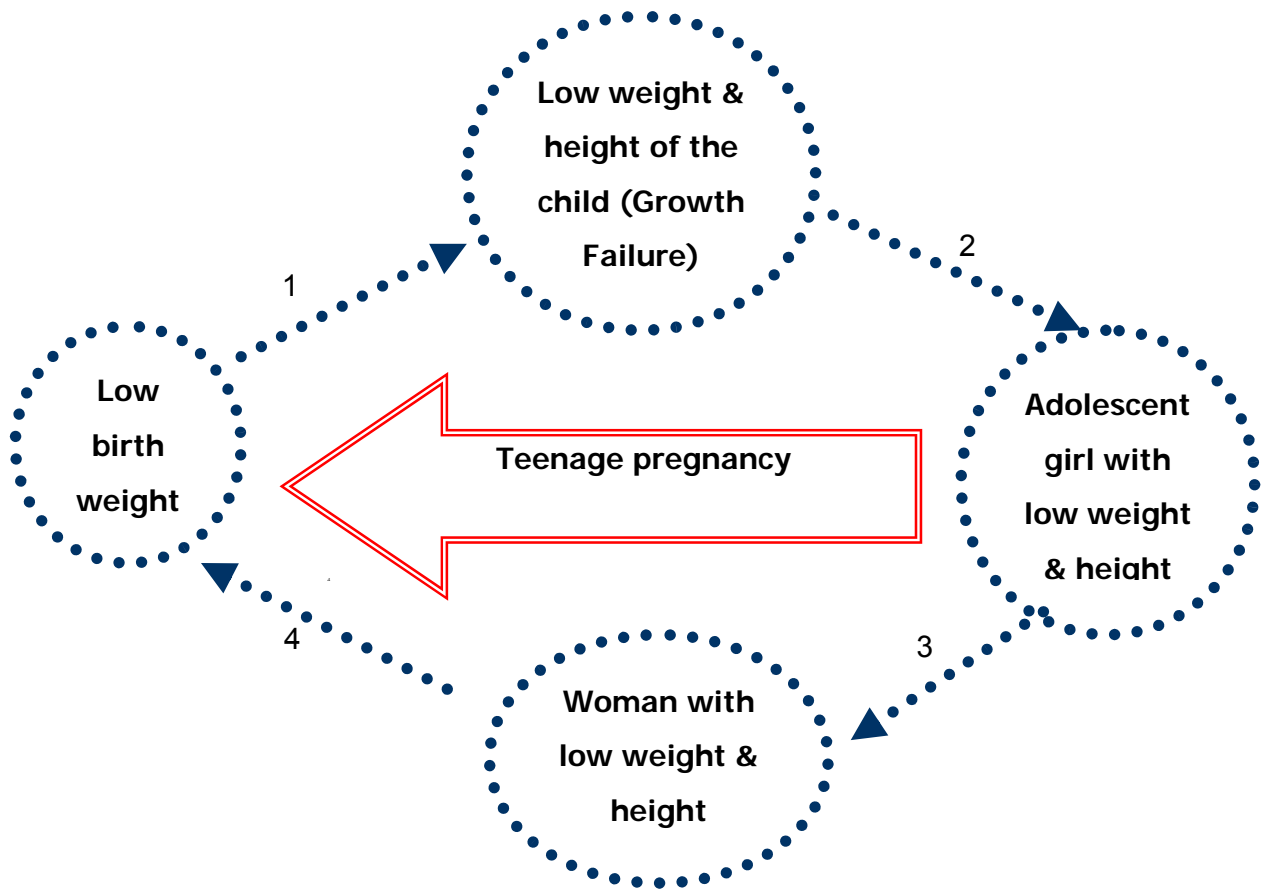 Low weight &
height of the
child (Growth
Failure)
2
1
Low
birth
weight
Teenage pregnancy
Adolescent
girl with
low weight
& height
4
3
Woman with
low weight &
height